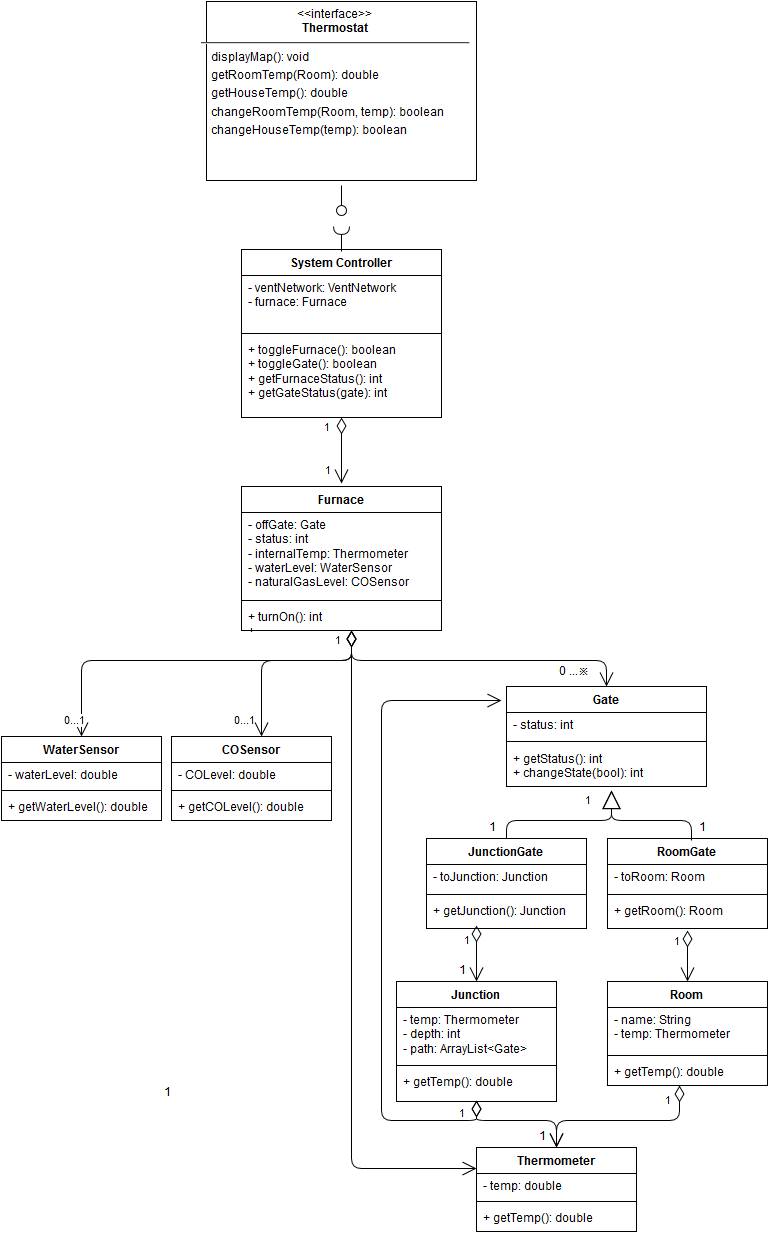 <<interface>>
Thermostat
displayMap(): void
getRoomTemp(Room): double
getHouseTemp(): double
changeRoomTemp(Room, temp): boolean
changeHouseTemp(temp): boolean
System Controller
- ventNetwork: VentNetwork
- furnace: Furnace
+ toggleFurnace(): boolean
+ toggleGate(): boolean
+ getFurnaceStatus(): int
+ getGateStatus(gate): int
1
1
Furnace
- offGate: Gate
- status: int
- internalTemp: Thermometer
- waterLevel: WaterSensor
- naturalGasLevel: COSensor
+ turnOn(): int
1
0...1
0...1
0 ...※
WaterSensor
- waterLevel: double
+ getWaterLevel(): double
COSensor
- COLevel: double
+ getCOLevel(): double
Gate
- status: int
+ getStatus(): int
+ changeState(bool): int
1
1
1
JunctionGate
- toJunction: Junction
+ getJunction(): Junction
RoomGate
- toRoom: Room
+ getRoom(): Room
1
1
1
Junction
- temp: Thermometer
- depth: int
- path: ArrayList<Gate>
+ getTemp(): double
Room
- name: String
- temp: Thermometer
+ getTemp(): double
1
1
1
1
Thermometer
- temp: double
+ getTemp(): double